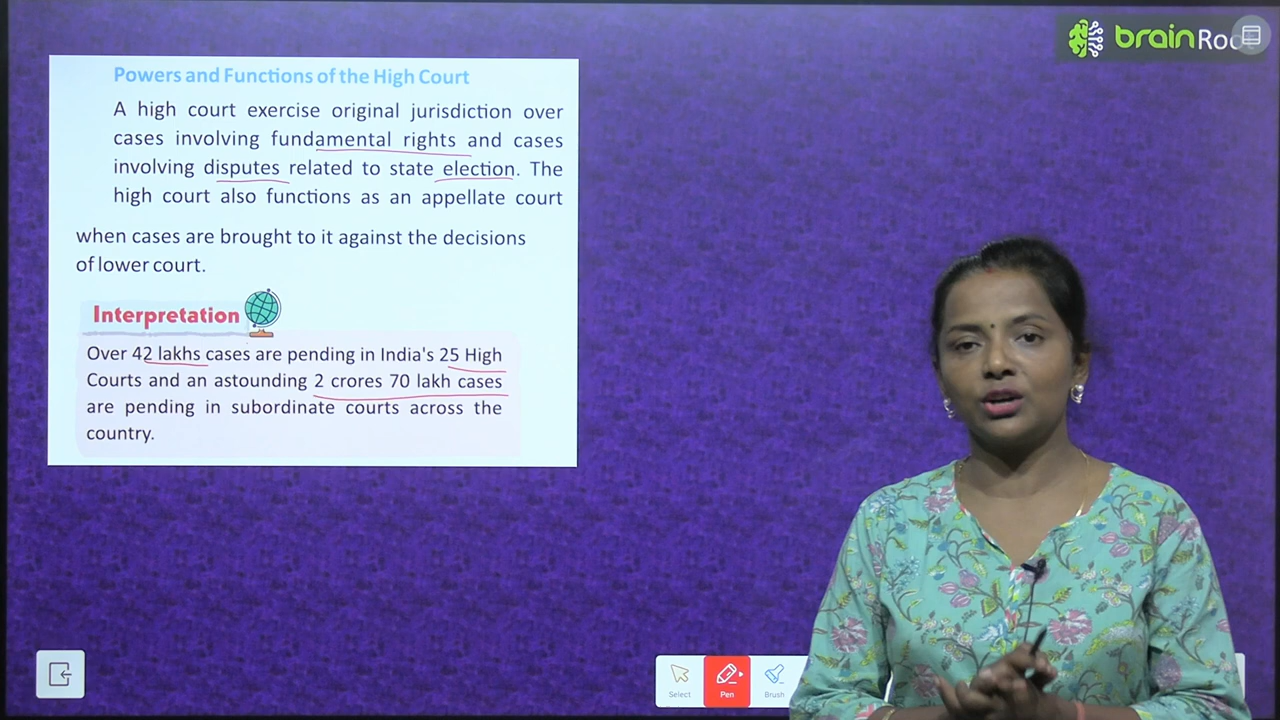 brainRoo
Powers and Functions of the High Court
A high court exercise original jurisdiction over
cases involving fundamental rights and cases
involving disputes related to state election. The
high court also functions as an appellate court
when cases are brought to it against the decisions
of lower court.
Interpretation
Over 42 lakhs cases are pending in India's 25 High
Courts and an astounding 2 crores 70 lakh cases
are pending in subordinate courts across the
country.
Select
Pen
Brush